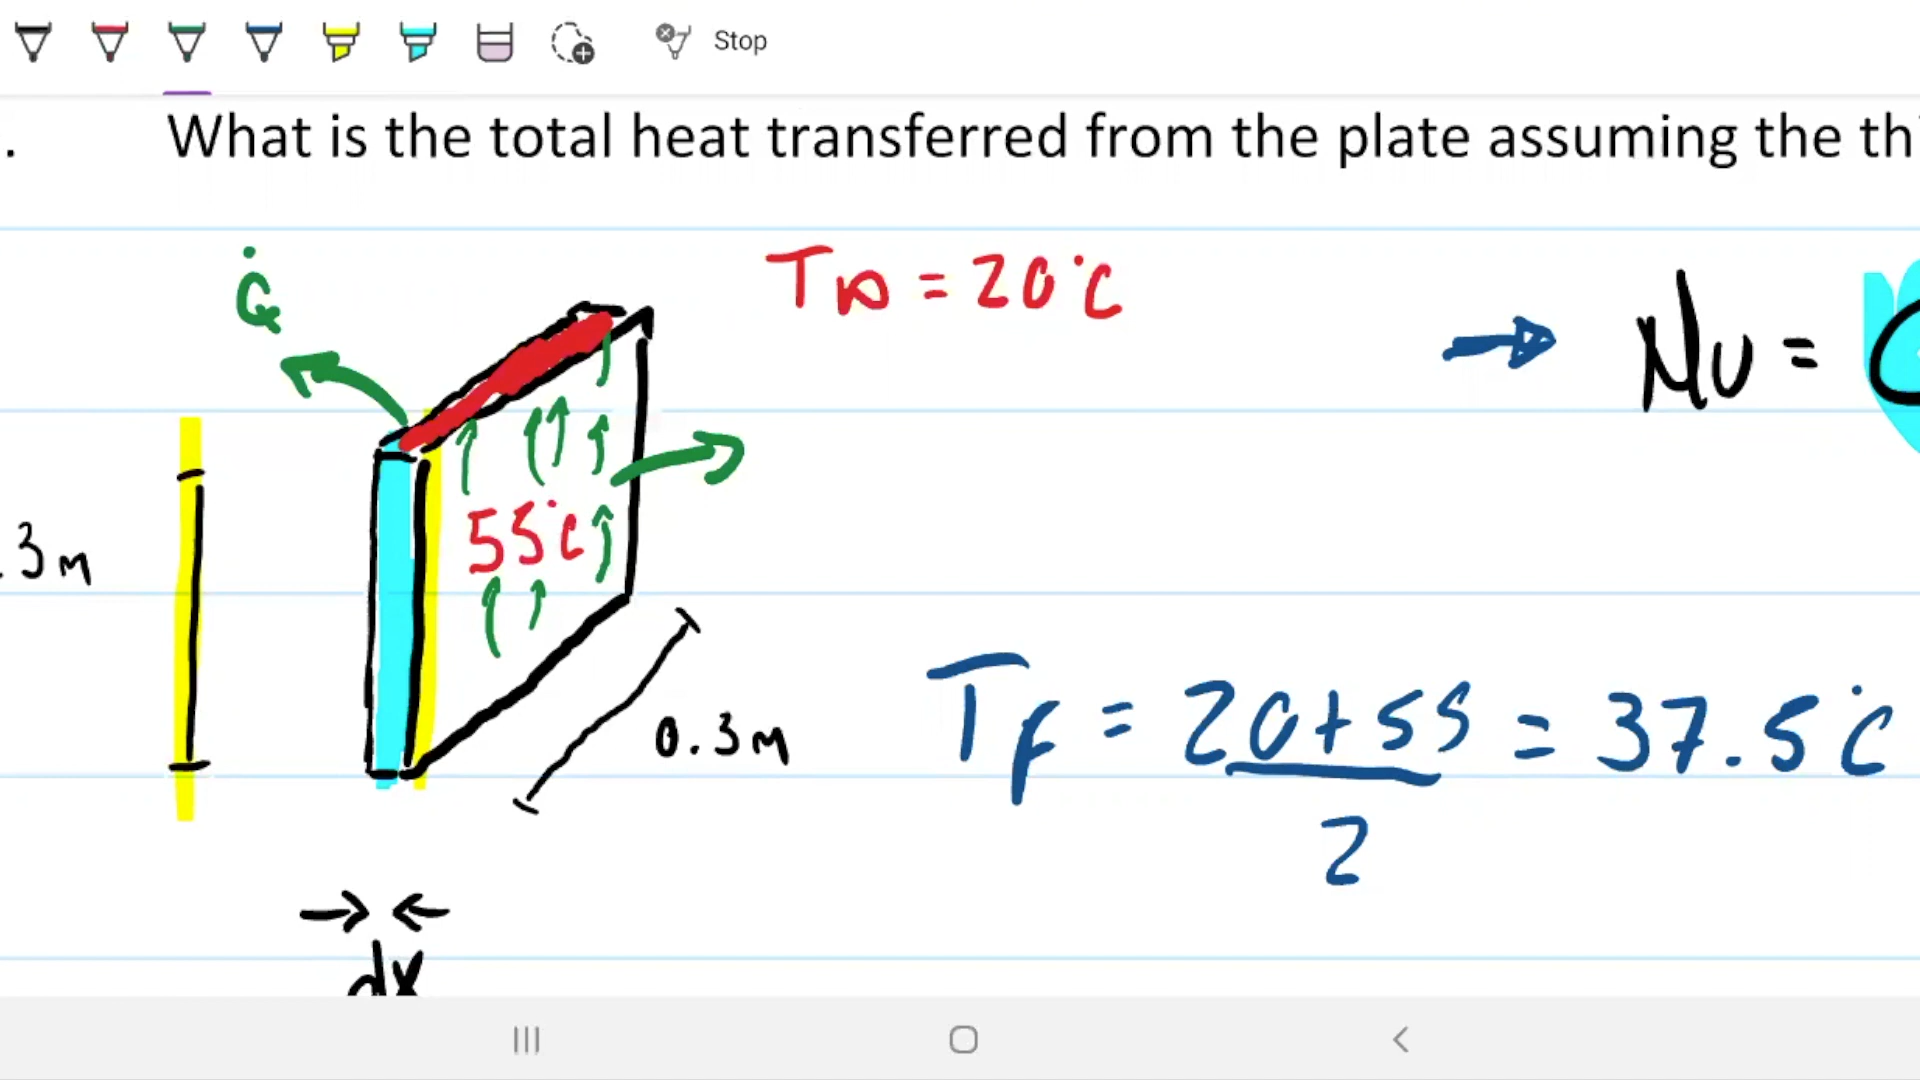 Stop
. What is the total heat transferred from the plate assuming the th
Q̇
T∞ = 20°C
Nu =
55°C
.3m
0.3m
TF = 20+55 = 37.5°C
2
dx